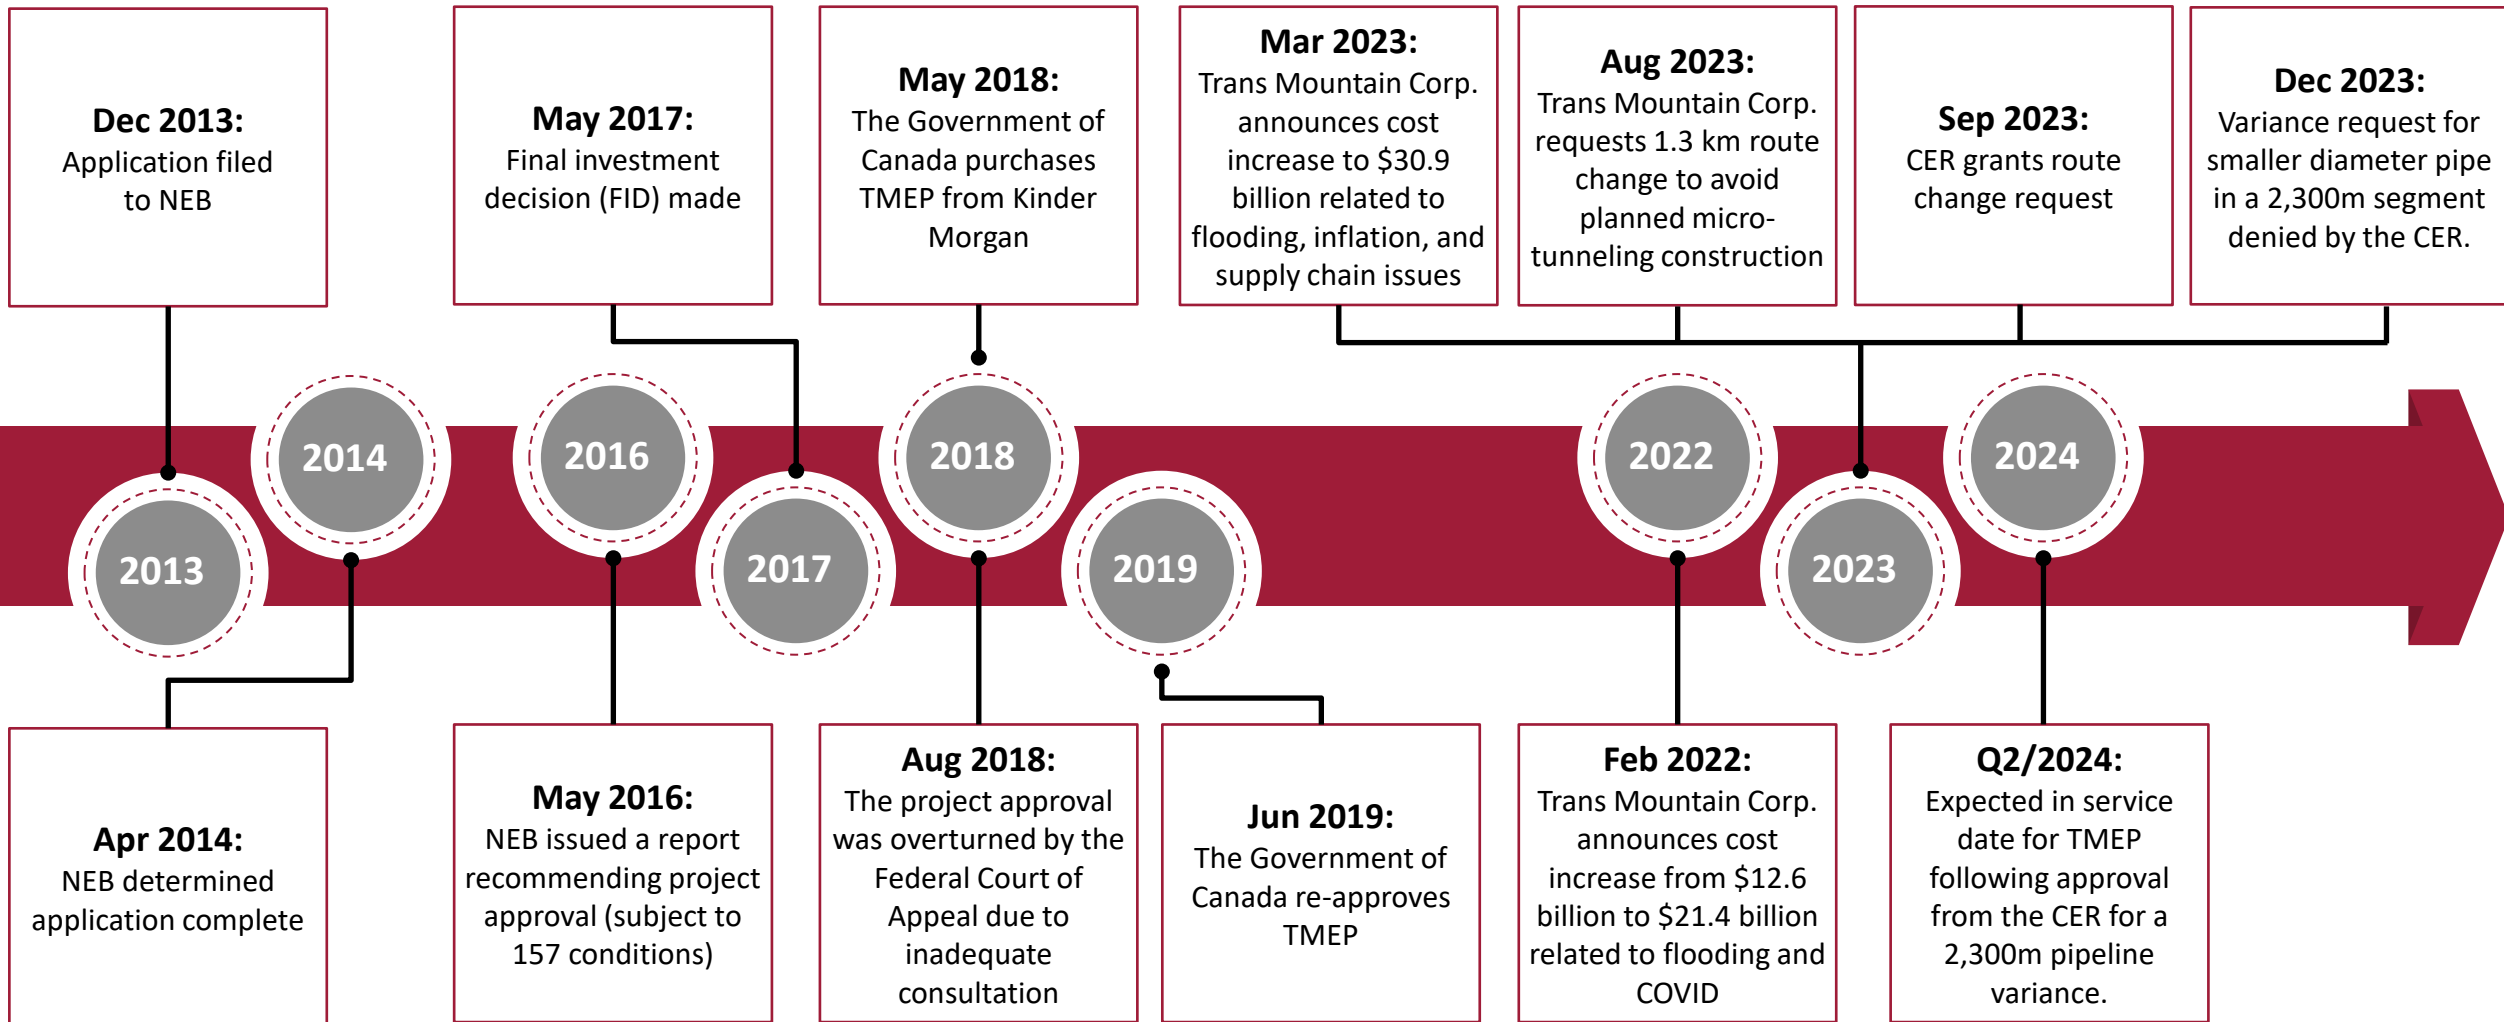 Dec 2013:
Application filed
to NEB
May 2017:
Final investment
decision (FID) made
May 2018:
The Government of
Canada purchases
TMEP from Kinder
Morgan
Mar 2023:
Trans Mountain Corp.
announces cost
increase to $30.9
billion related to
flooding, inflation, and
supply chain issues
Aug 2023:
Trans Mountain Corp.
requests 1.3 km route
change to avoid
planned micro-
tunneling construction
Sep 2023:
CER grants route
change request
Dec 2023:
Variance request for
smaller diameter pipe
in a 2,300m segment
denied by the CER.
2013
2014
2016
2017
2018
2019
2022
2023
2024
Apr 2014:
NEB determined
application complete
May 2016:
NEB issued a report
recommending project
approval (subject to
157 conditions)
Aug 2018:
The project approval
was overturned by the
Federal Court of
Appeal due to
inadequate
consultation
Jun 2019:
The Government of
Canada re-approves
TMEP
Feb 2022:
Trans Mountain Corp.
announces cost
increase from $12.6
billion to $21.4 billion
related to flooding and
COVID
Q2/2024:
Expected in service
date for TMEP
following approval
from the CER for a
2,300m pipeline
variance.